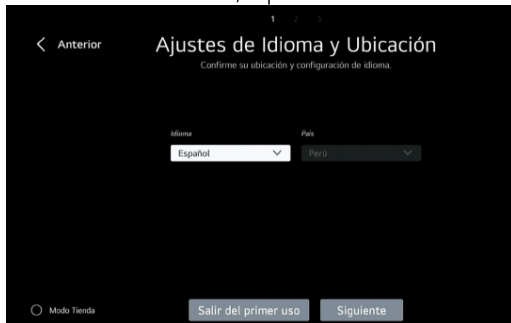 1 2 3
Anterior
Ajustes de Idioma y Ubicación
Confirme su ubicación y configuración de idioma.
Idioma
País
Español
Perú
Modo Tienda
Salir del primer uso
Siguiente